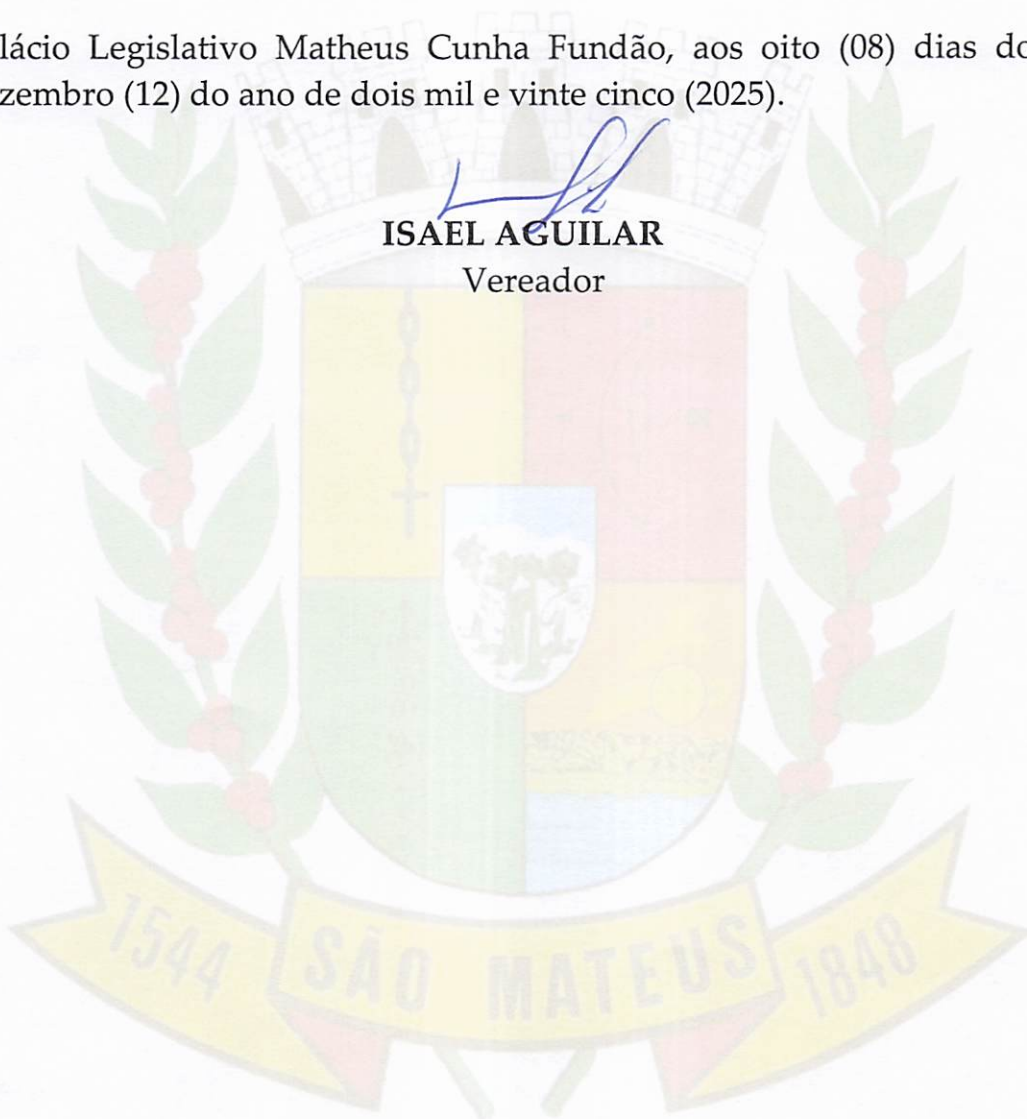 lácio Legislativo Matheus Cunha Fundão, aos oito (08) dias do
zembro (12) do ano de dois mil e vinte cinco (2025).
ISAEL AGUILAR
Vereador
1544 SÃO MATEUS 1848